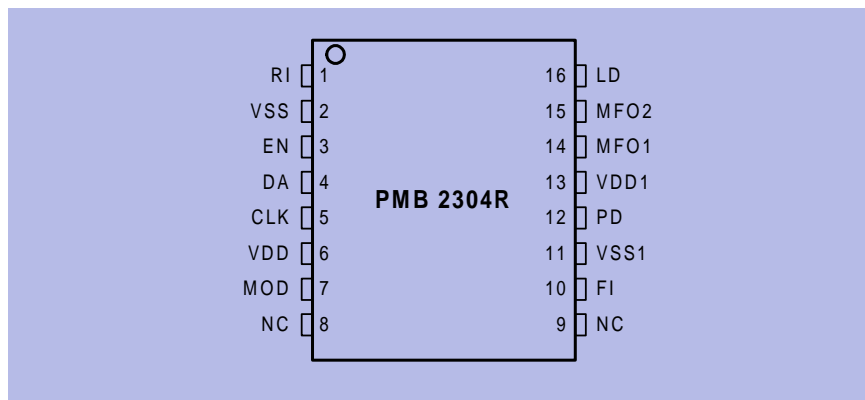 RI 1 16 LD
VSS 2 15 MFO2
EN 3 14 MFO1
DA 4 13 VDD1
PMB 2304R
CLK 5 12 PD
VDD 6 11 VSS1
MOD 7 10 FI
NC 8 9 NC